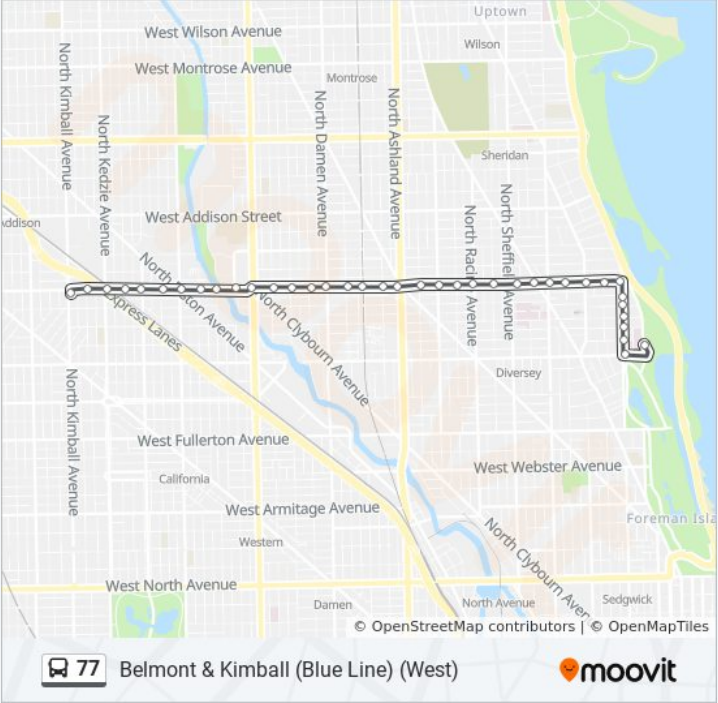 Uptown
West Wilson Avenue
Wilson
West Montrose Avenue
Montrose
North Kimball Avenue
North Kedzie Avenue
North Damen Avenue
North Ashland Avenue
Sheridan
North Sheffield Avenue
North Racine Avenue
West Addison Street
Addison
Express Lanes
North Clybourn Avenue
Diversey
North Kimball Avenue
West Fullerton Avenue
West Webster Avenue
California
West Armitage Avenue
Foreman Isla
Western
North Clybourn Aven
West North Avenue
North Avenue
Sedgwick
Damen
© OpenStreetMap contributors | © OpenMapTiles
77 Belmont & Kimball (Blue Line) (West)
moovit